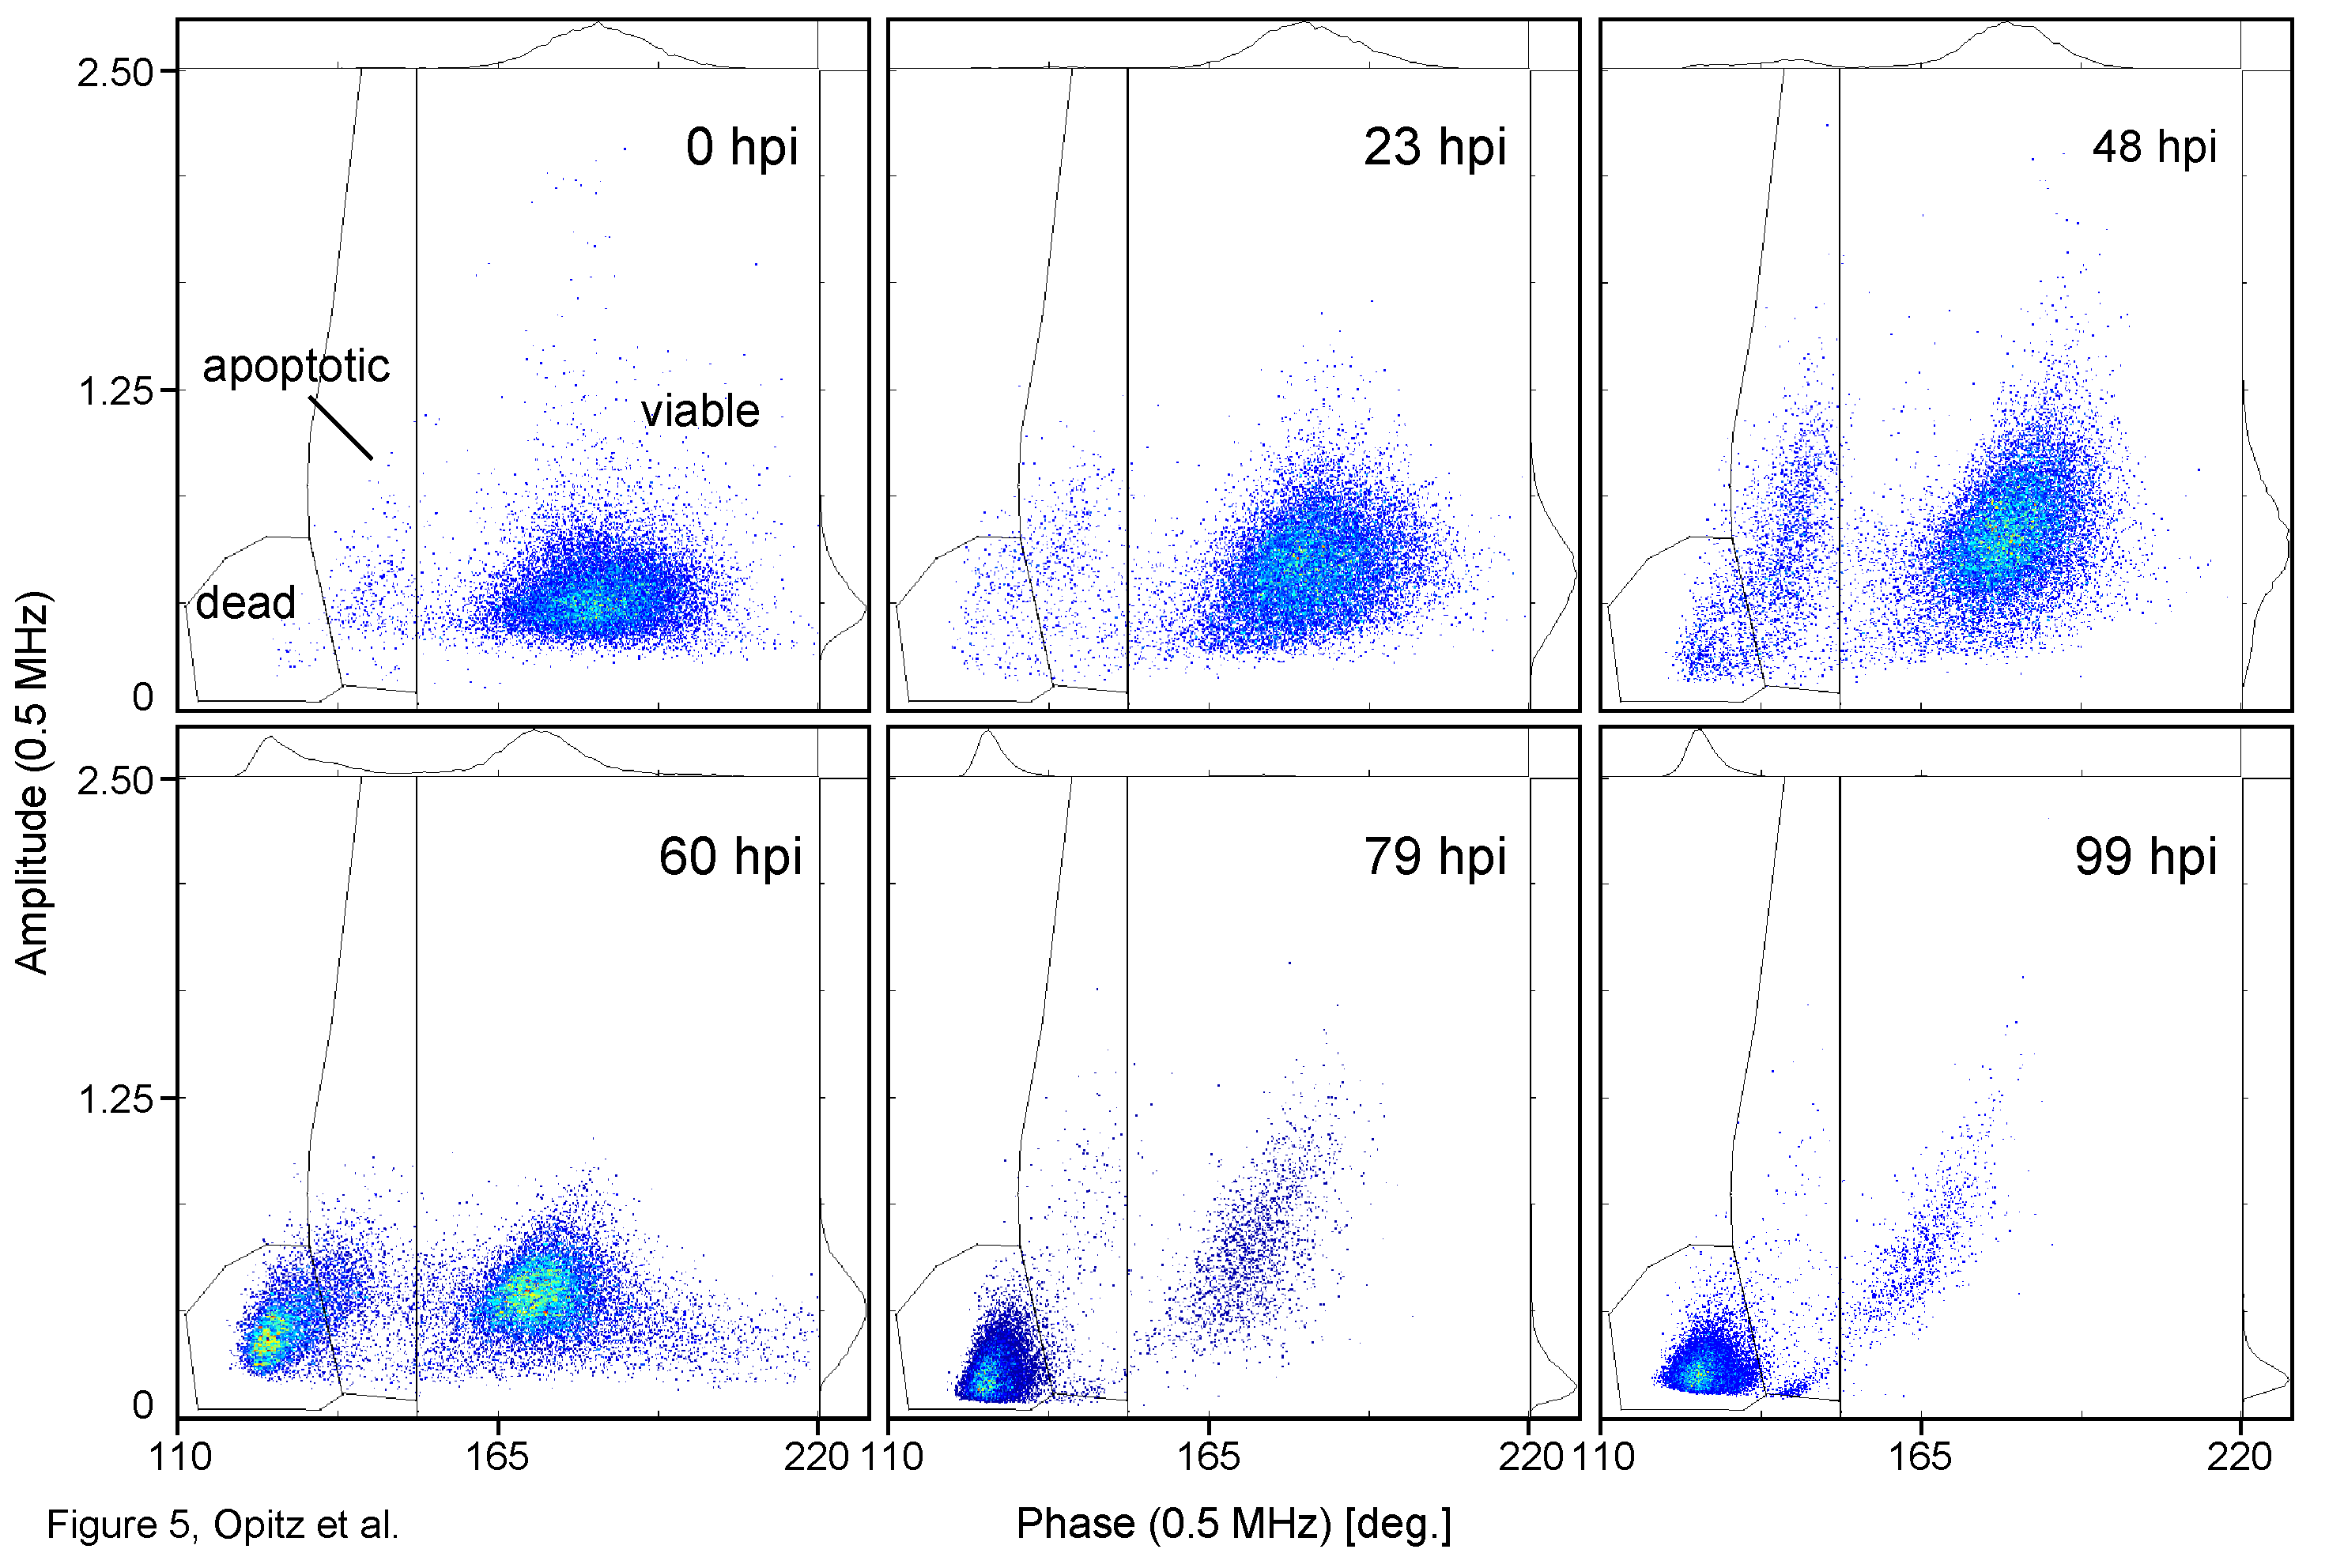 2.50
0 hpi
23 hpi
48 hpi
apoptotic
1.25
viable
dead
0
Amplitude (0.5 MHz)
2.50
60 hpi
79 hpi
99 hpi
1.25
0
110 165 220 110 165 220 110 165 220
Phase (0.5 MHz) [deg.]
Figure 5, Opitz et al.